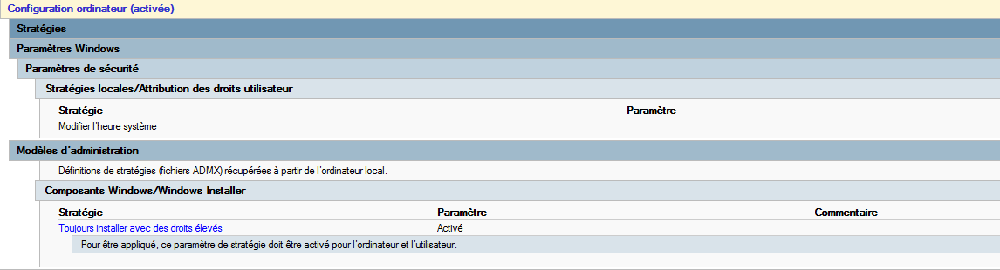 Configuration ordinateur (activée)
Stratégies
Paramètres Windows
Paramètres de sécurité
Stratégies locales/Attribution des droits utilisateur
Stratégie Paramètre
Modifier l'heure système
Modèles d'administration
Définitions de stratégies (fichiers ADMX) récupérées à partir de l'ordinateur local.
Composants Windows/Windows Installer
Stratégie Paramètre Commentaire
Toujours installer avec des droits élevés Activé
Pour être appliqué, ce paramètre de stratégie doit être activé pour l'ordinateur et l'utilisateur.